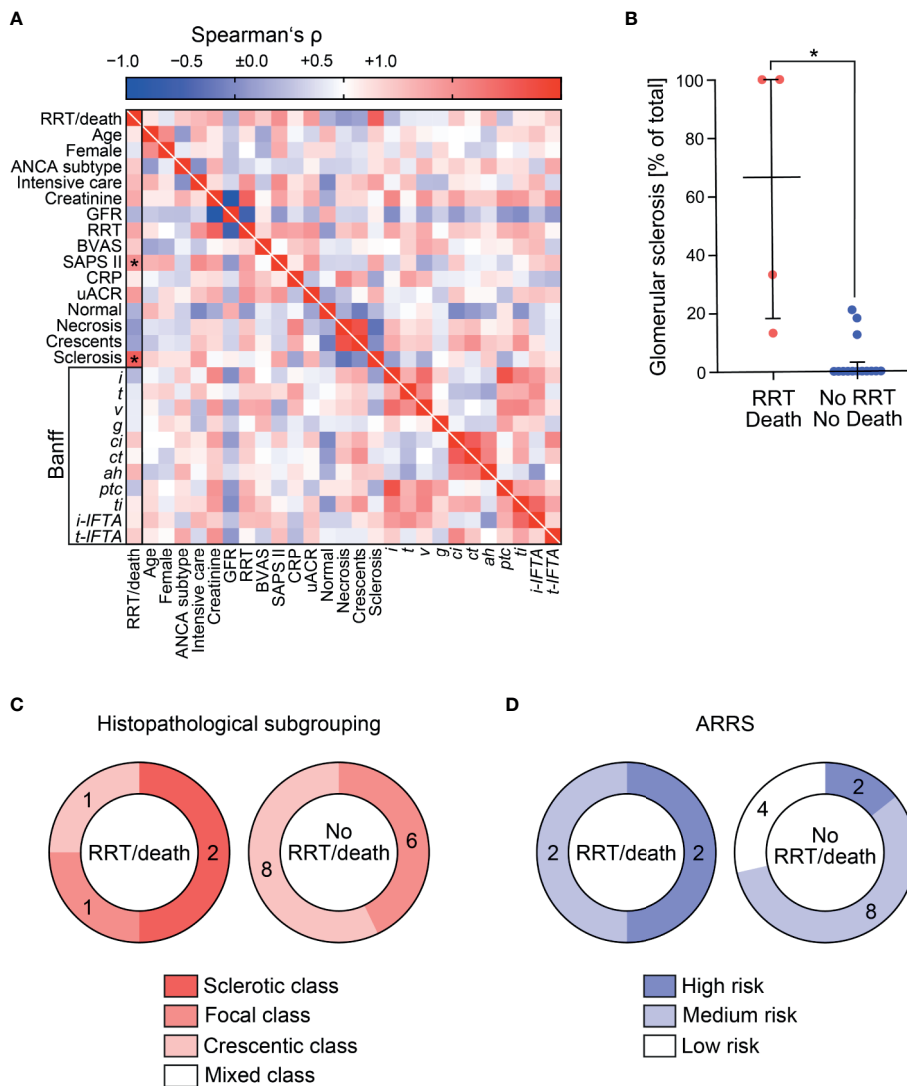 A
Spearman‘s ρ
−1.0 −0.5 ±0.0 +0.5 +1.0
RRT/death
Age
Female
ANCA subtype
Intensive care
Creatinine
GFR
RRT
BVAS
SAPS II *
CRP
uACR
Normal
Necrosis
Crescents
Sclerosis *
Banff
i
t
v
g
ci
ct
ah
ptc
ti
i-IFTA
t-IFTA
RRT/death Age Female ANCA subtype Intensive care Creatinine GFR RRT BVAS SAPS II CRP uACR Normal Necrosis Crescents Sclerosis i t v g ci ct ah ptc ti i-IFTA t-IFTA
B
*
Glomerular sclerosis [% of total]
100
80
60
40
20
0
RRT
Death
No RRT
No Death
C
Histopathological subgrouping
1
RRT/death
2
1
No
RRT/death
6
8
Sclerotic class
Focal class
Crescentic class
Mixed class
D
ARRS
2
RRT/death
2
4
2
No
RRT/death
8
High risk
Medium risk
Low risk